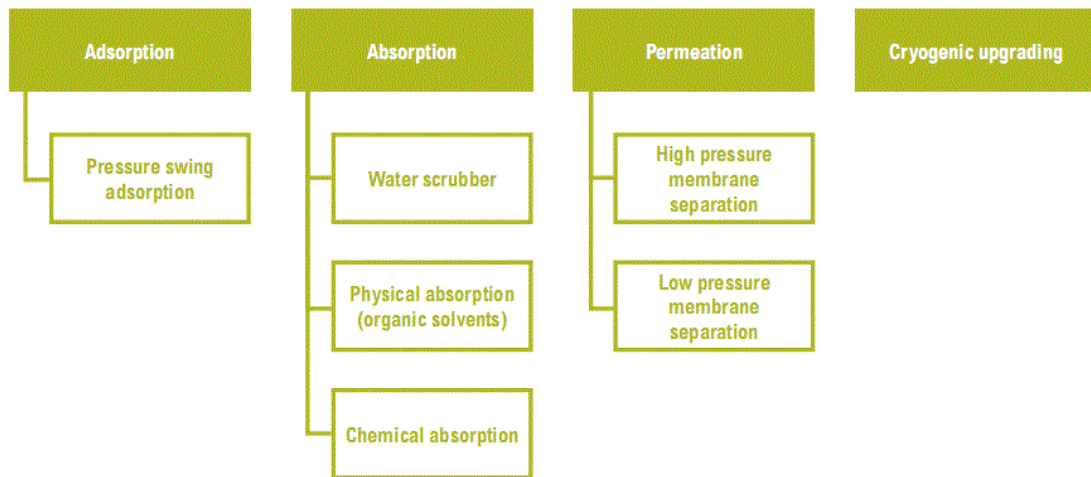 Adsorption
Pressure swing
adsorption
Absorption
Water scrubber
Physical absorption
(organic solvents)
Chemical absorption
Permeation
High pressure
membrane
separation
Low pressure
membrane
separation
Cryogenic upgrading